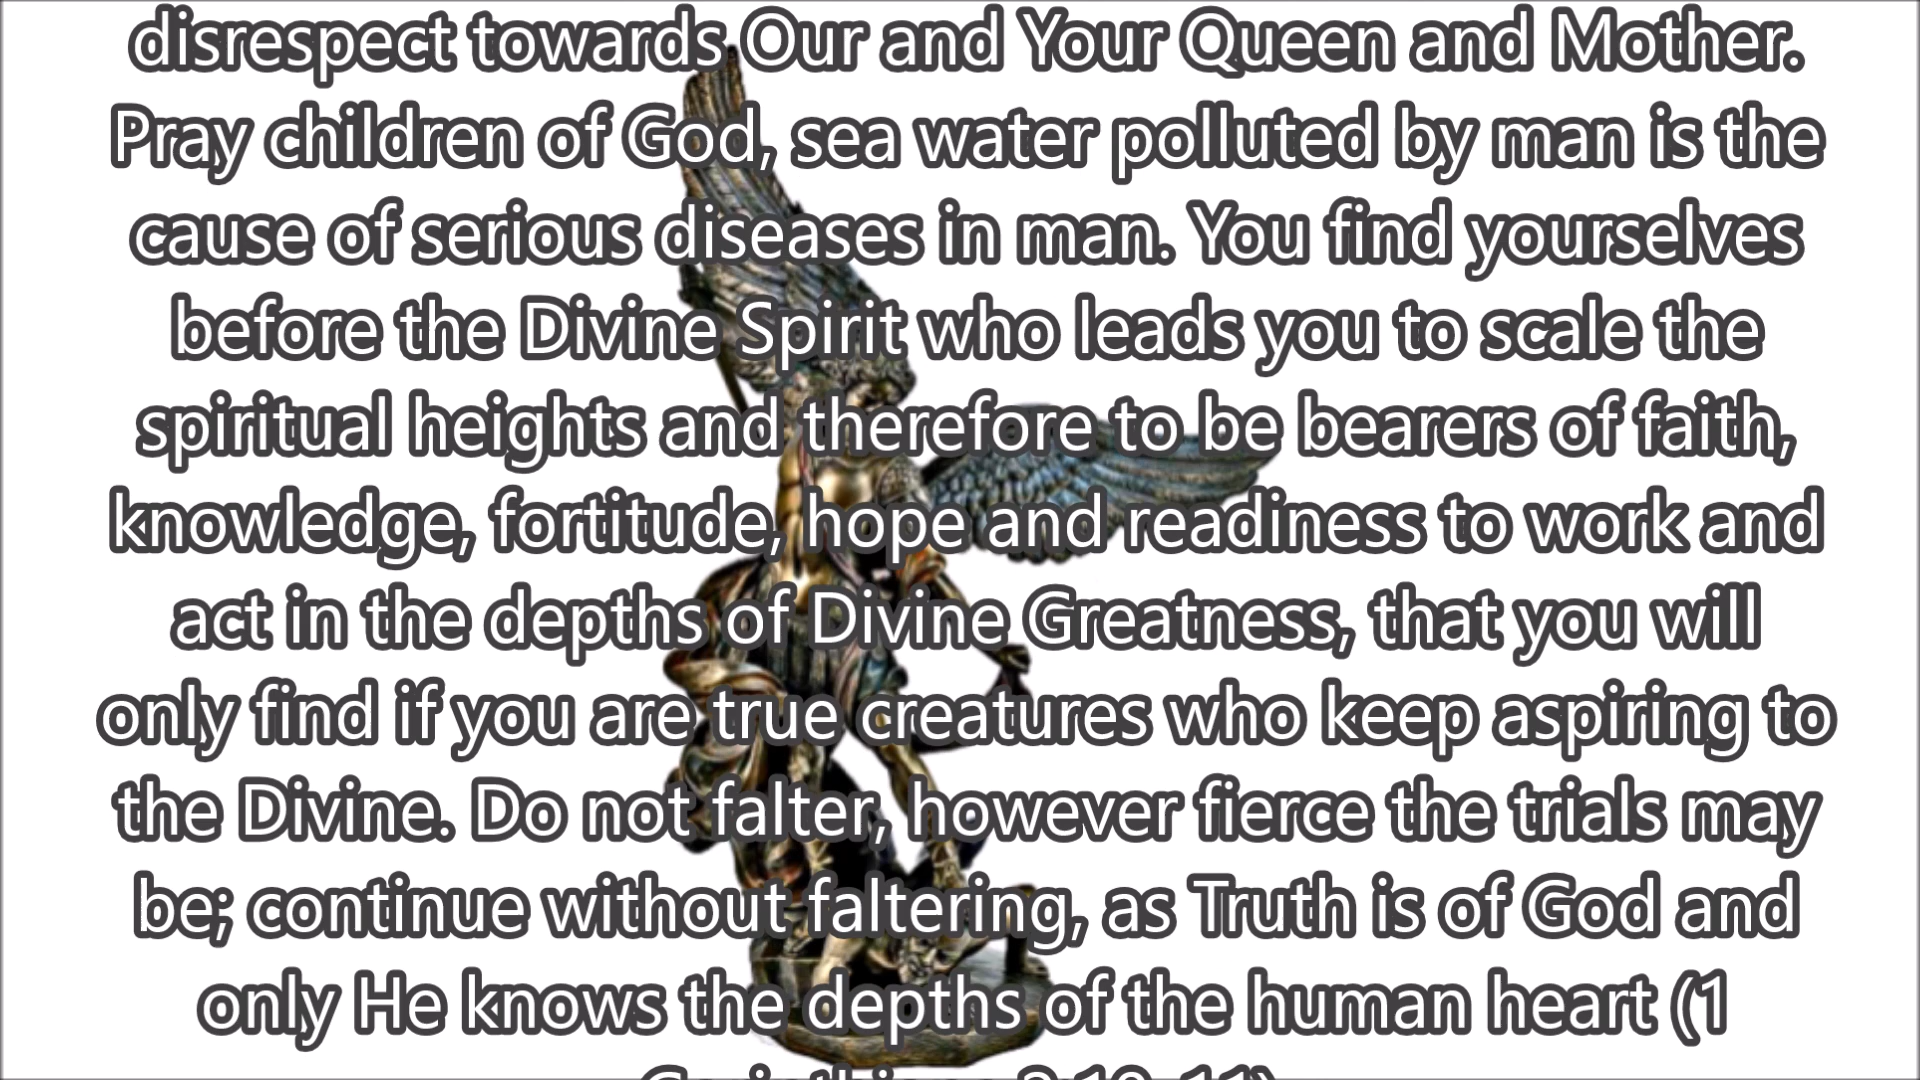 disrespect towards Our and Your Queen and Mother.
Pray children of God, sea water polluted by man is the
cause of serious diseases in man. You find yourselves
before the Divine Spirit who leads you to scale the
spiritual heights and therefore to be bearers of faith,
knowledge, fortitude, hope and readiness to work and
act in the depths of Divine Greatness, that you will
only find if you are true creatures who keep aspiring to
the Divine. Do not falter, however fierce the trials may
be; continue without faltering, as Truth is of God and
only He knows the depths of the human heart (1